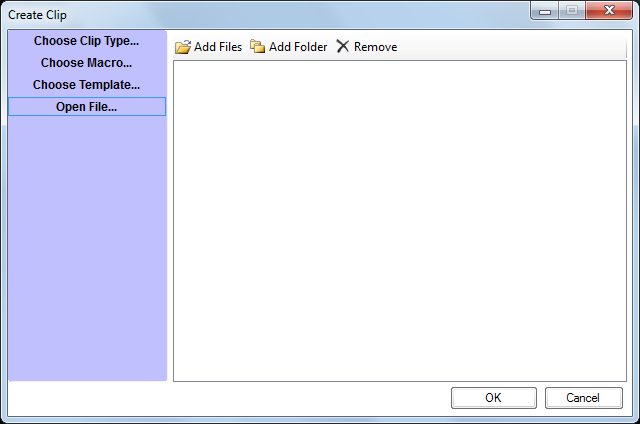 Create Clip
Choose Clip Type...
Choose Macro...
Choose Template...
Open File...
Add Files Add Folder Remove
OK Cancel